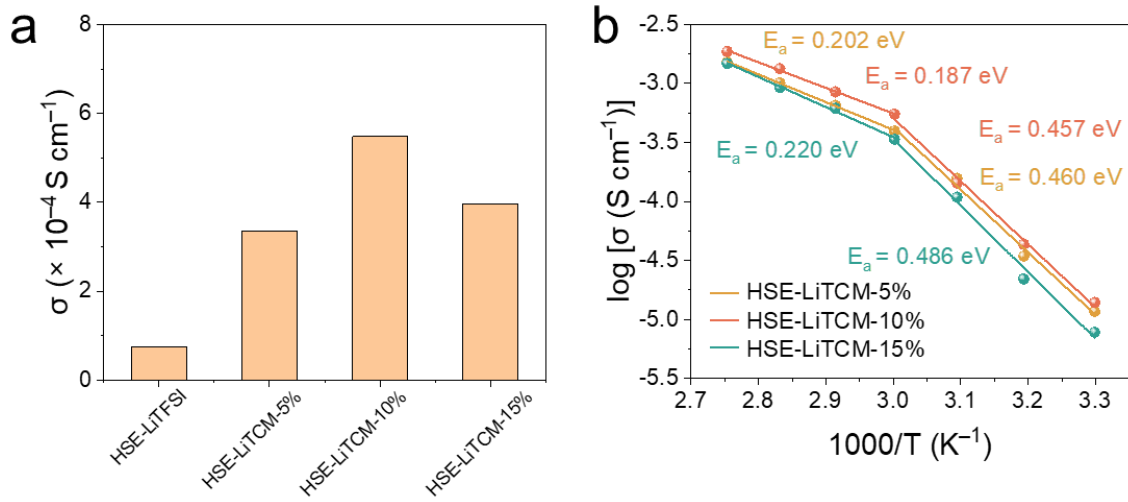 a
σ (× 10⁻⁴ S cm⁻¹)
8
6
4
2
0
HSE-LiTFSI
HSE-LiTCM-5%
HSE-LiTCM-10%
HSE-LiTCM-15%
b
log [σ (S cm⁻¹)]
-2.5
-3.0
-3.5
-4.0
-4.5
-5.0
-5.5
Eₐ = 0.202 eV
Eₐ = 0.187 eV
Eₐ = 0.457 eV
Eₐ = 0.220 eV
Eₐ = 0.460 eV
Eₐ = 0.486 eV
HSE-LiTCM-5%
HSE-LiTCM-10%
HSE-LiTCM-15%
2.7 2.8 2.9 3.0 3.1 3.2 3.3
1000/T (K⁻¹)